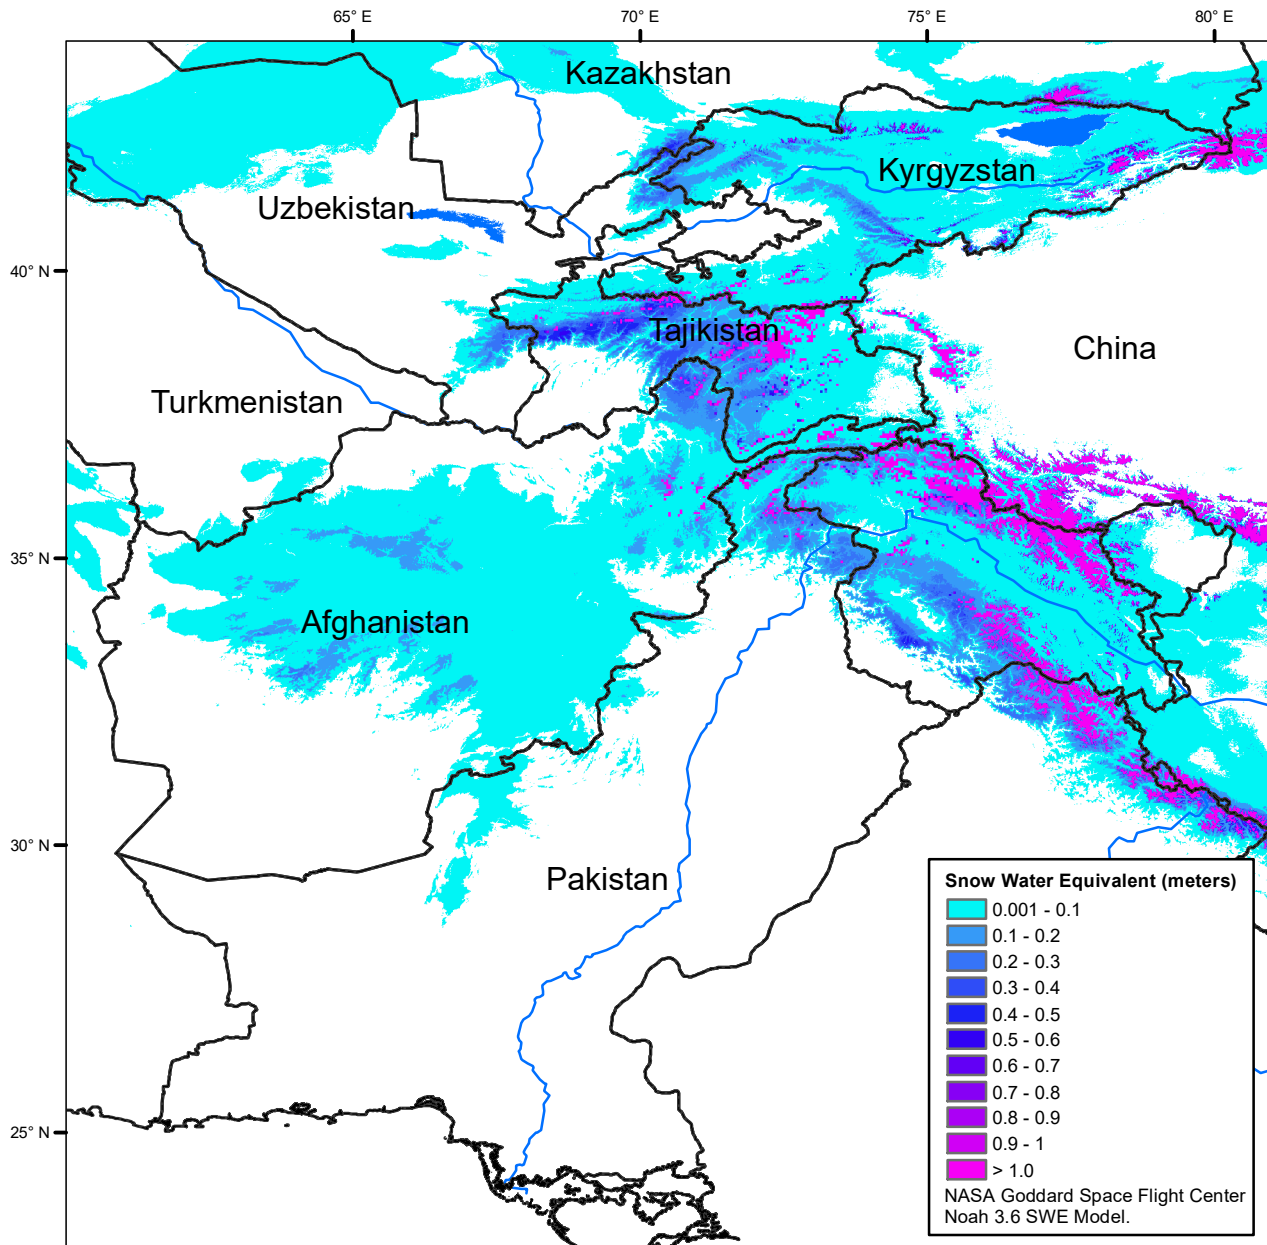 65° E
70° E
75° E
80° E
Kazakhstan
Kyrgyzstan
Uzbekistan
40° N
Tajikistan
China
Turkmenistan
35° N
Afghanistan
30° N
Pakistan
25° N
Snow Water Equivalent (meters)
0.001 - 0.1
0.1 - 0.2
0.2 - 0.3
0.3 - 0.4
0.4 - 0.5
0.5 - 0.6
0.6 - 0.7
0.7 - 0.8
0.8 - 0.9
0.9 - 1
> 1.0
NASA Goddard Space Flight Center
Noah 3.6 SWE Model.